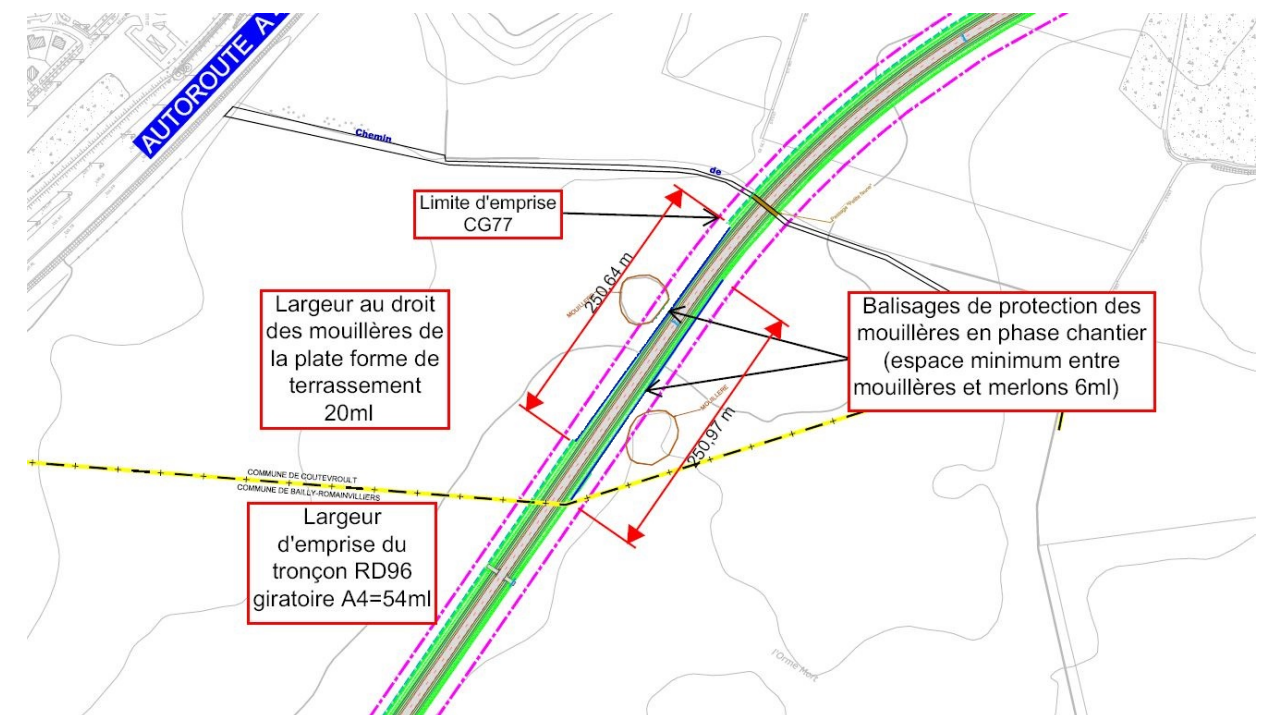 AUTOROUTE A
Chemin
de
Limite d'emprise
CG77
250,64 m
MOUILLERE
Largeur au droit
des mouillères de
la plate forme de
terrassement
20ml
Balisages de protection des
mouillères en phase chantier
(espace minimum entre
mouillères et merlons 6ml)
MOUILLERE
250,97 m
COMMUNE DE COUTEVROULT
COMMUNE DE BAILLY-ROMAINVILLIERS
Largeur
d'emprise du
tronçon RD96
giratoire A4=54ml
l'Orme Mort